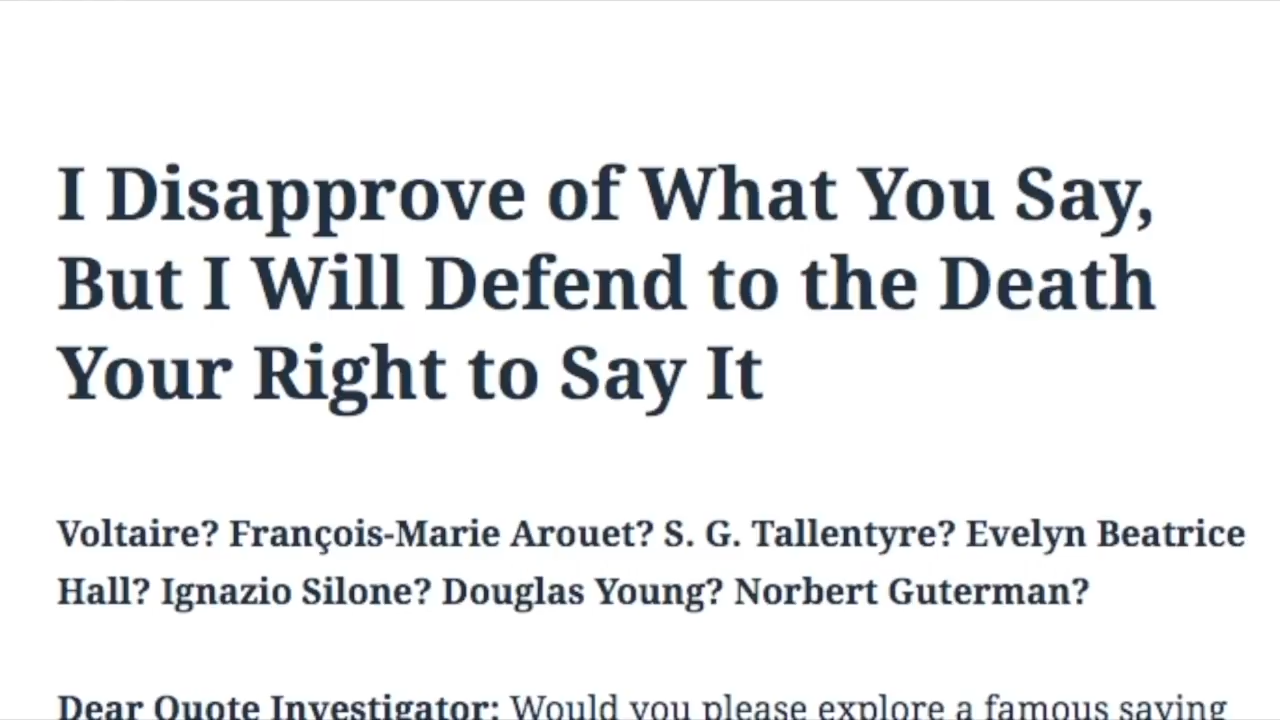 I Disapprove of What You Say,
But I Will Defend to the Death
Your Right to Say It
Voltaire? François-Marie Arouet? S. G. Tallentyre? Evelyn Beatrice
Hall? Ignazio Silone? Douglas Young? Norbert Guterman?
Dear Quote Investigator: Would you please explore a famous saying